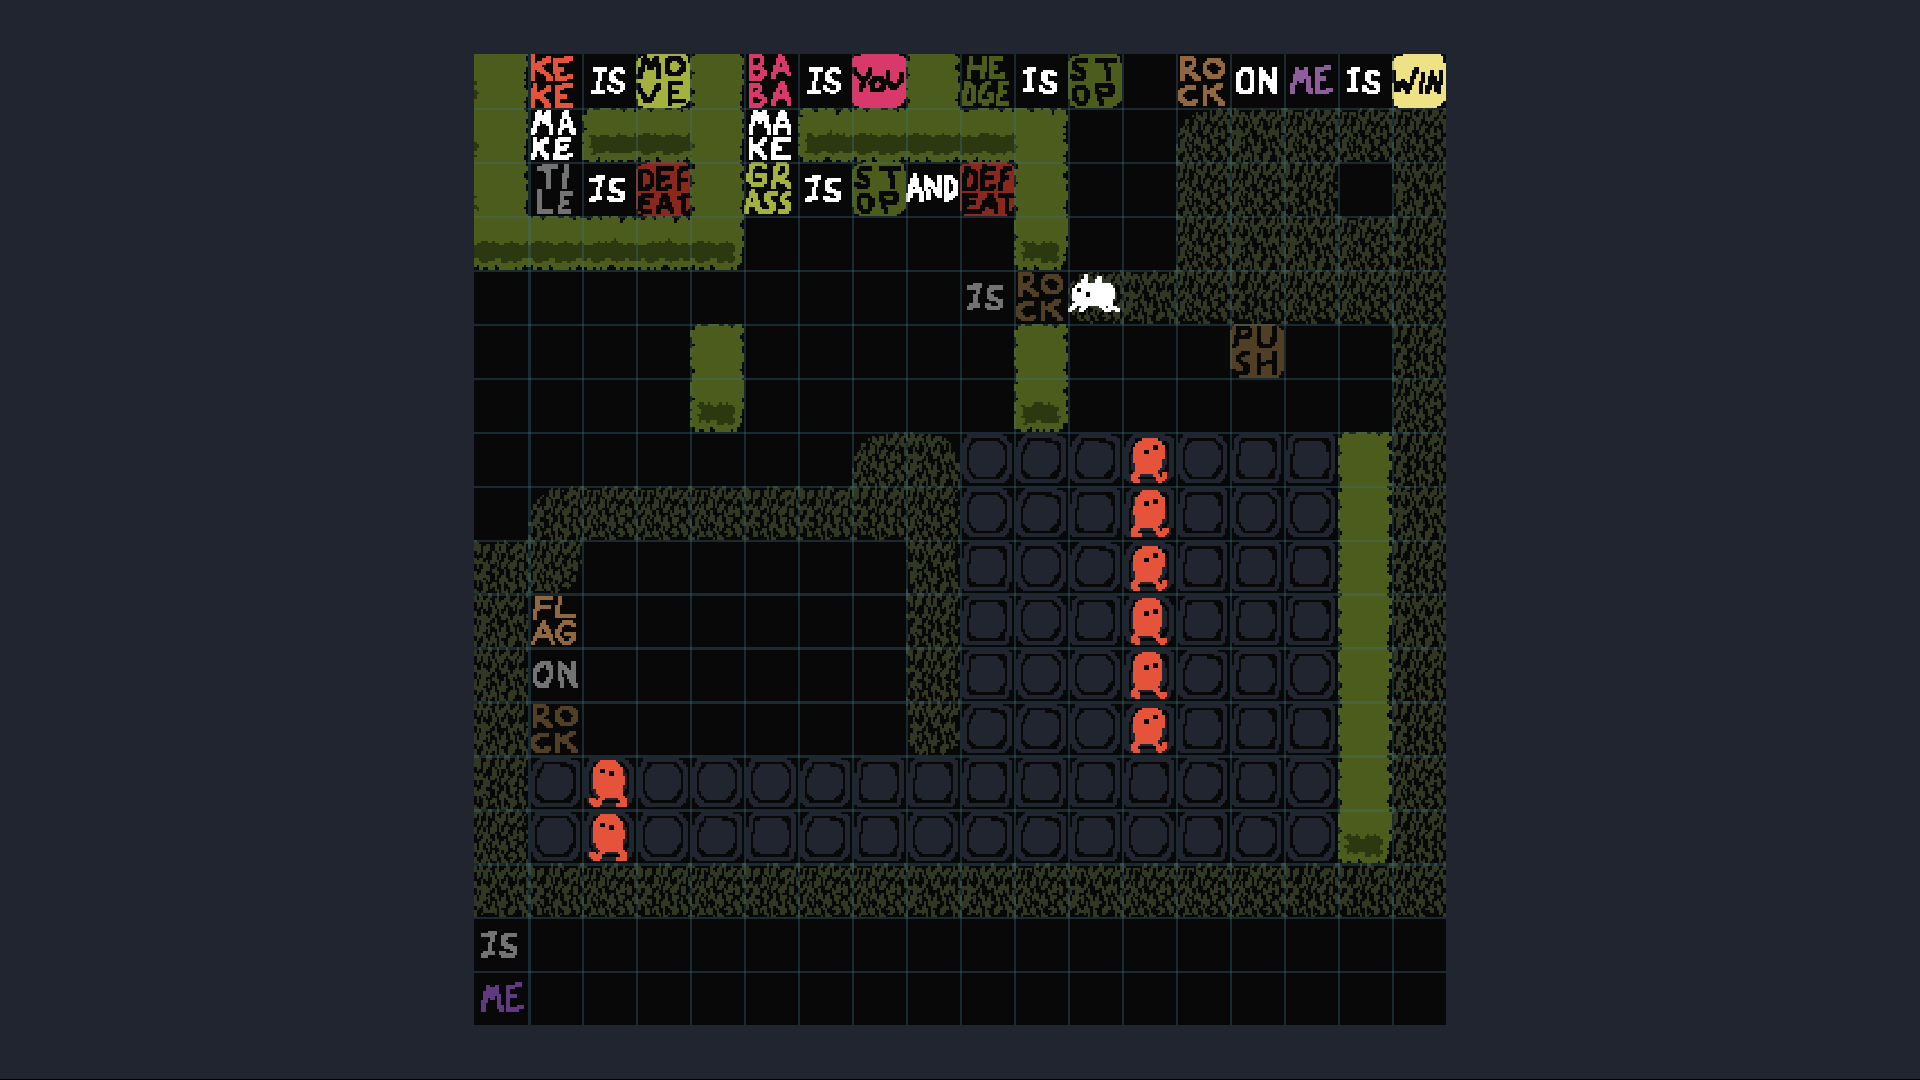 KEKE IS MOVE BABA IS YOU HEDGE IS STOP ROCK ON ME IS WIN
MAKE MAKE
TILE IS DEFEAT GRASS IS STOP AND DEFEAT
IS ROCK
PUSH
FLAG
ON
ROCK
IS
ME